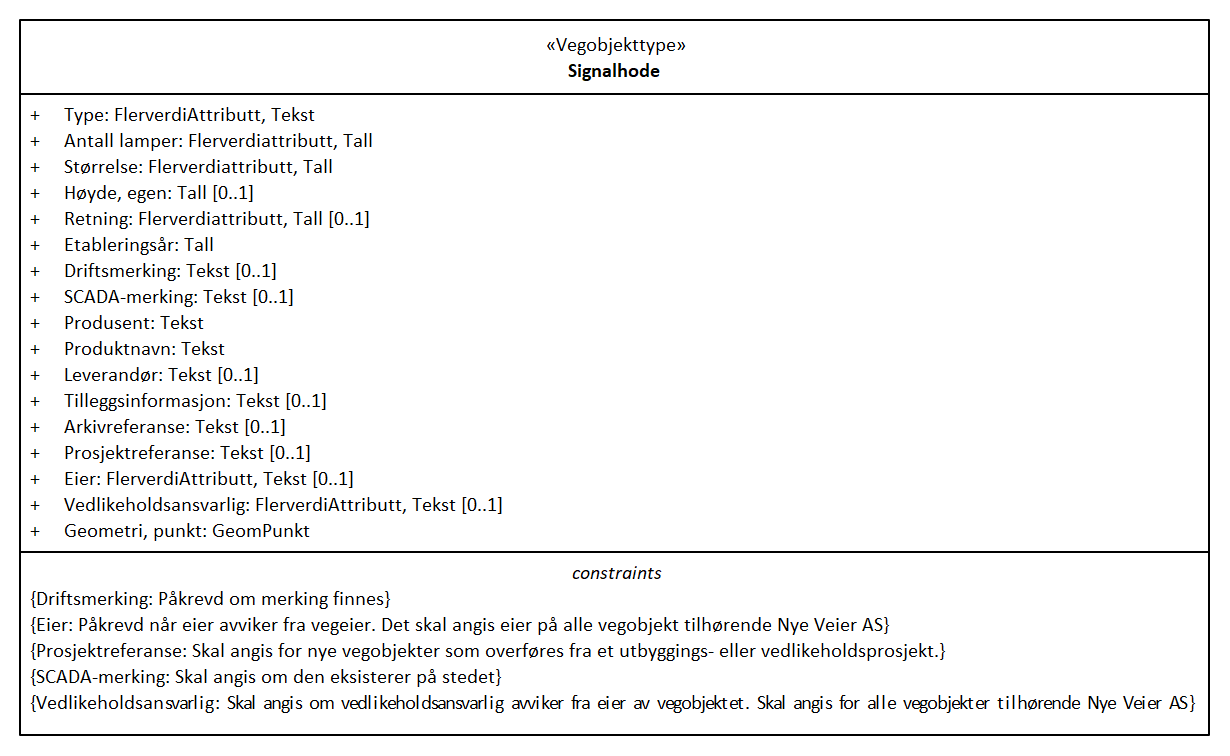 «Vegobjekttype»
Signalhode
+ Type: FlerverdiAttributt, Tekst
+ Antall lamper: Flerverdiattributt, Tall
+ Størrelse: Flerverdiattributt, Tall
+ Høyde, egen: Tall [0..1]
+ Retning: Flerverdiattributt, Tall [0..1]
+ Etableringsår: Tall
+ Driftsmerking: Tekst [0..1]
+ SCADA-merking: Tekst [0..1]
+ Produsent: Tekst
+ Produktnavn: Tekst
+ Leverandør: Tekst [0..1]
+ Tilleggsinformasjon: Tekst [0..1]
+ Arkivreferanse: Tekst [0..1]
+ Prosjektreferanse: Tekst [0..1]
+ Eier: FlerverdiAttributt, Tekst [0..1]
+ Vedlikeholdsansvarlig: FlerverdiAttributt, Tekst [0..1]
+ Geometri, punkt: GeomPunkt
constraints
{Driftsmerking: Påkrevd om merking finnes}
{Eier: Påkrevd når eier avviker fra vegeier. Det skal angis eier på alle vegobjekt tilhørende Nye Veier AS}
{Prosjektreferanse: Skal angis for nye vegobjekter som overføres fra et utbyggings- eller vedlikeholdsprosjekt.}
{SCADA-merking: Skal angis om den eksisterer på stedet}
{Vedlikeholdsansvarlig: Skal angis om vedlikeholdsansvarlig avviker fra eier av vegobjektet. Skal angis for alle vegobjekter tilhørende Nye Veier AS}